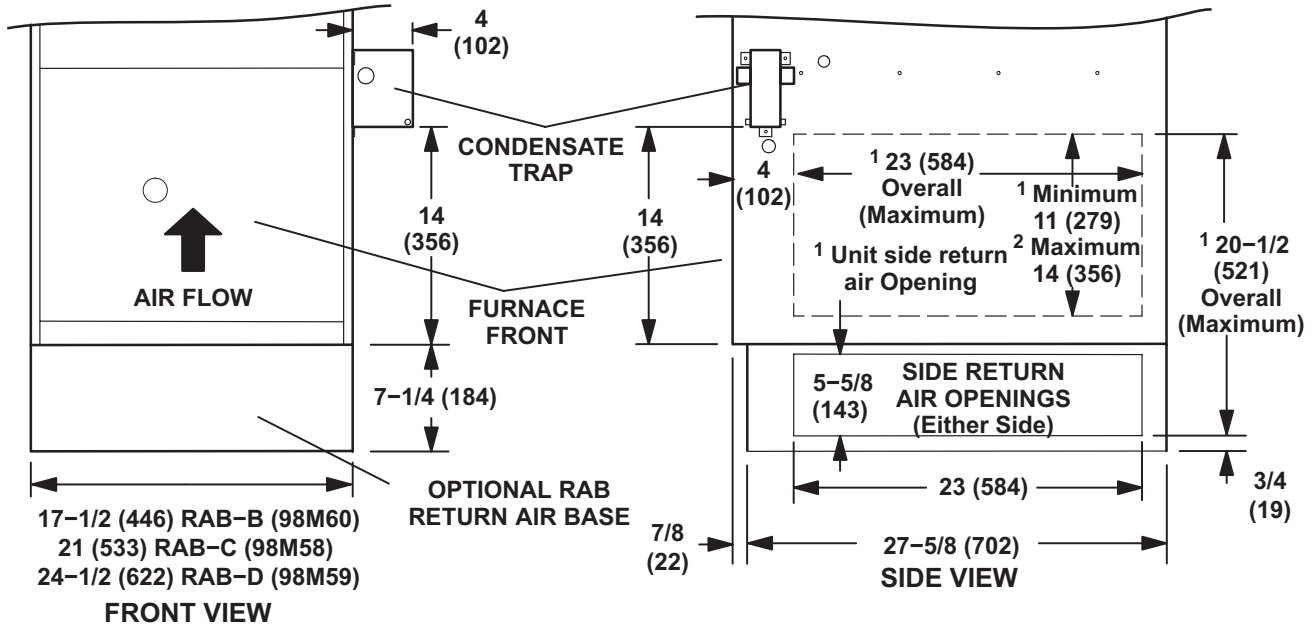 4
(102)
CONDENSATE
TRAP
14
(356)
AIR FLOW
FURNACE
FRONT
7−1/4 (184)
OPTIONAL RAB
RETURN AIR BASE
17−1/2 (446) RAB−B (98M60)
21 (533) RAB−C (98M58)
24−1/2 (622) RAB−D (98M59)
FRONT VIEW
4
(102)
14
(356)
1 23 (584)
Overall
(Maximum)
1 Minimum
11 (279)
2 Maximum
14 (356)
1 Unit side return
air Opening
1 20−1/2
(521)
Overall
(Maximum)
5−5/8
(143)
SIDE RETURN
AIR OPENINGS
(Either Side)
23 (584)
3/4
(19)
7/8
(22)
27−5/8 (702)
SIDE VIEW